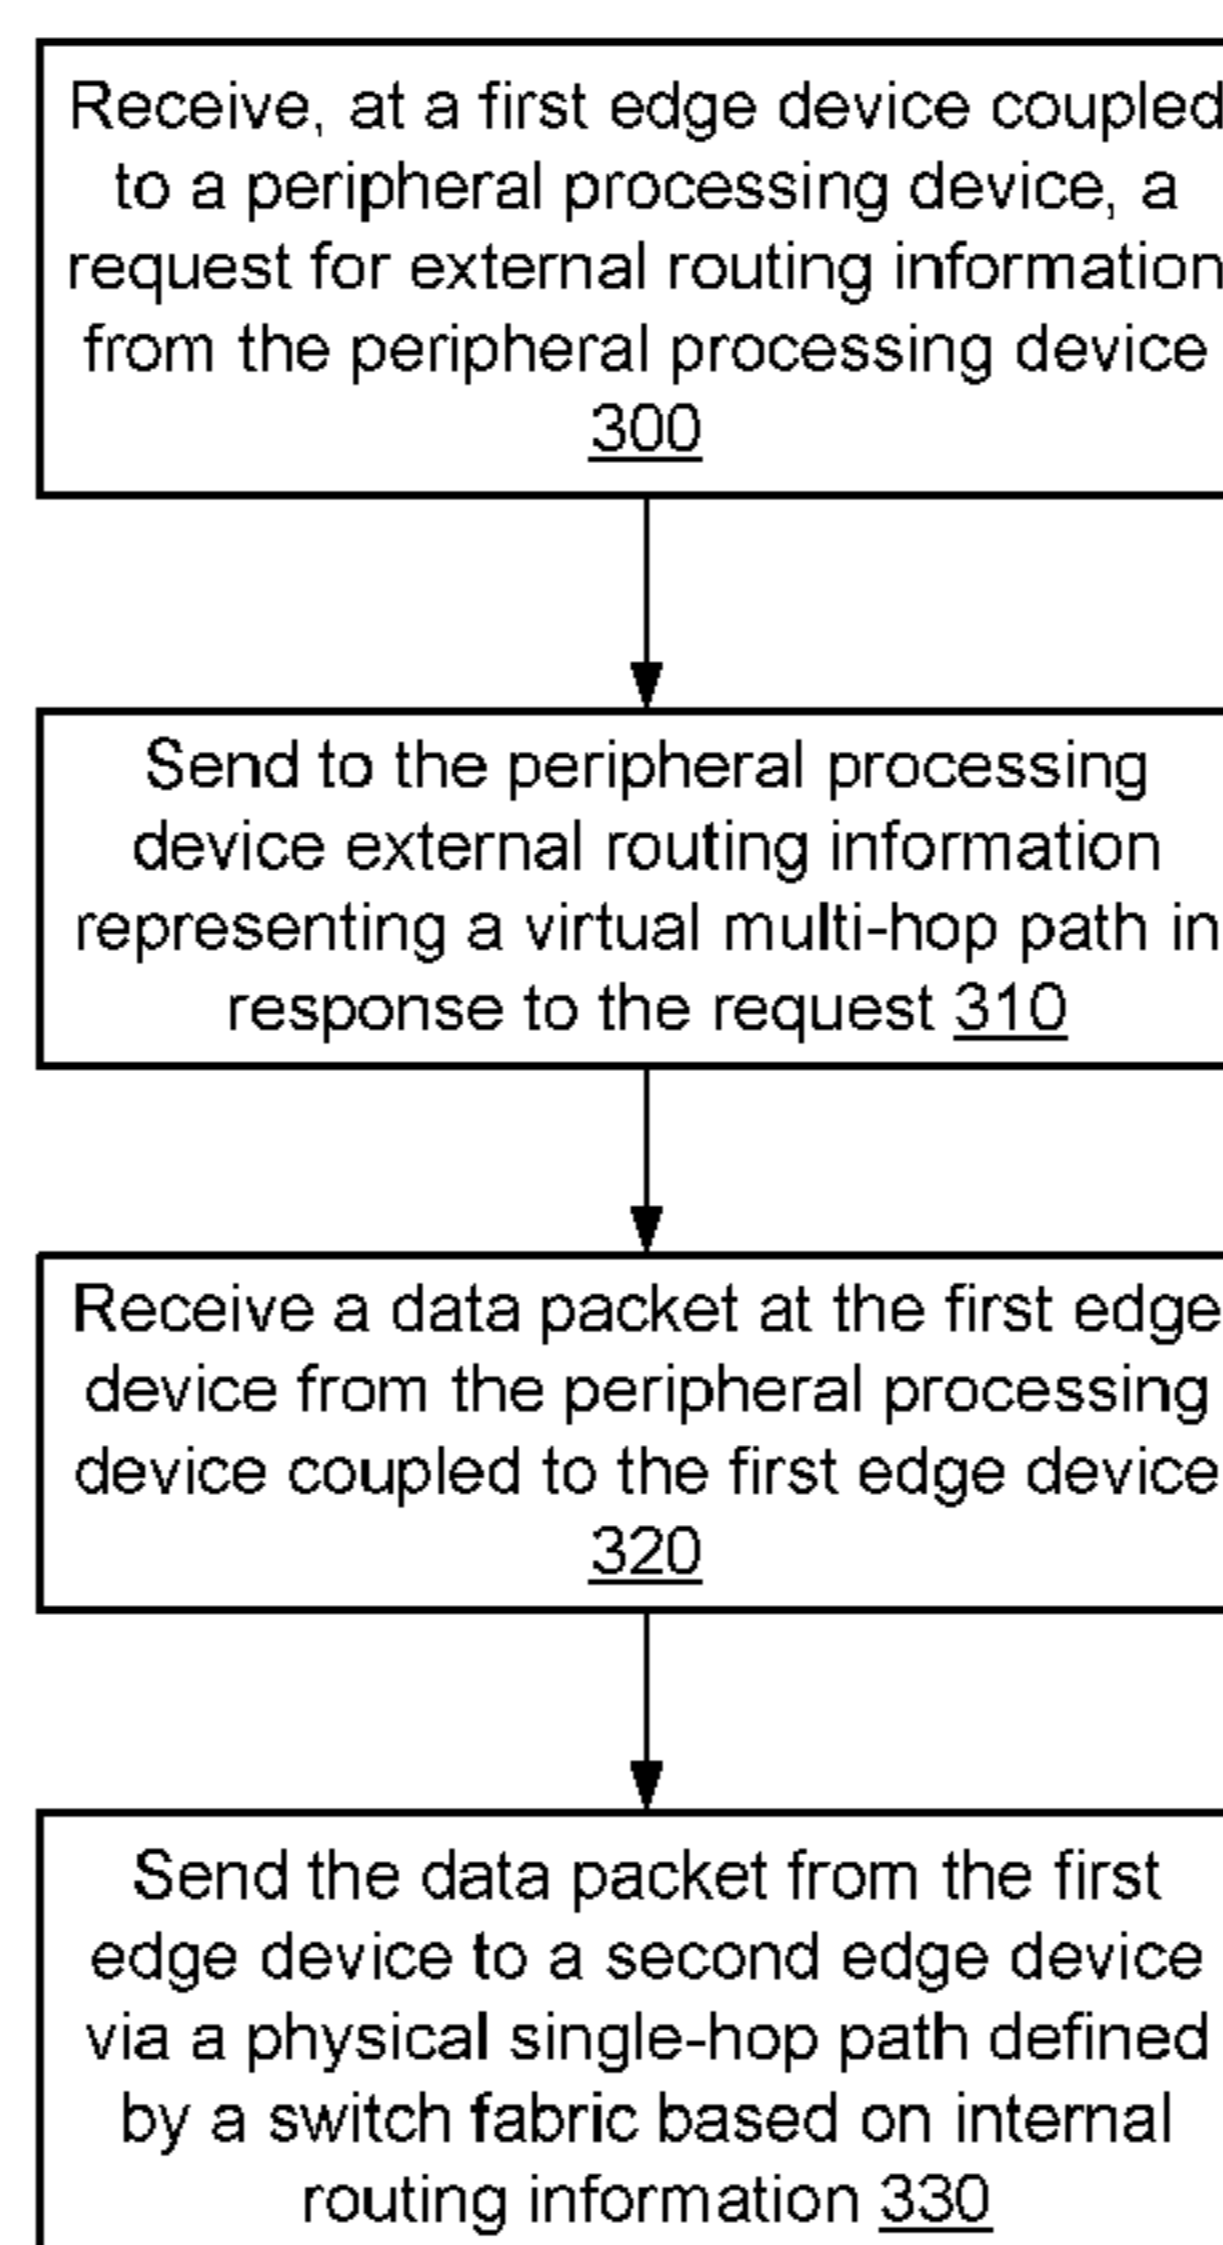 Receive, at a first edge device coupled
to a peripheral processing device, a
request for external routing information
from the peripheral processing device
300
Send to the peripheral processing
device external routing information
representing a virtual multi-hop path in
response to the request 310
Receive a data packet at the first edge
device from the peripheral processing
device coupled to the first edge device
320
Send the data packet from the first
edge device to a second edge device
via a physical single-hop path defined
by a switch fabric based on internal
routing information 330